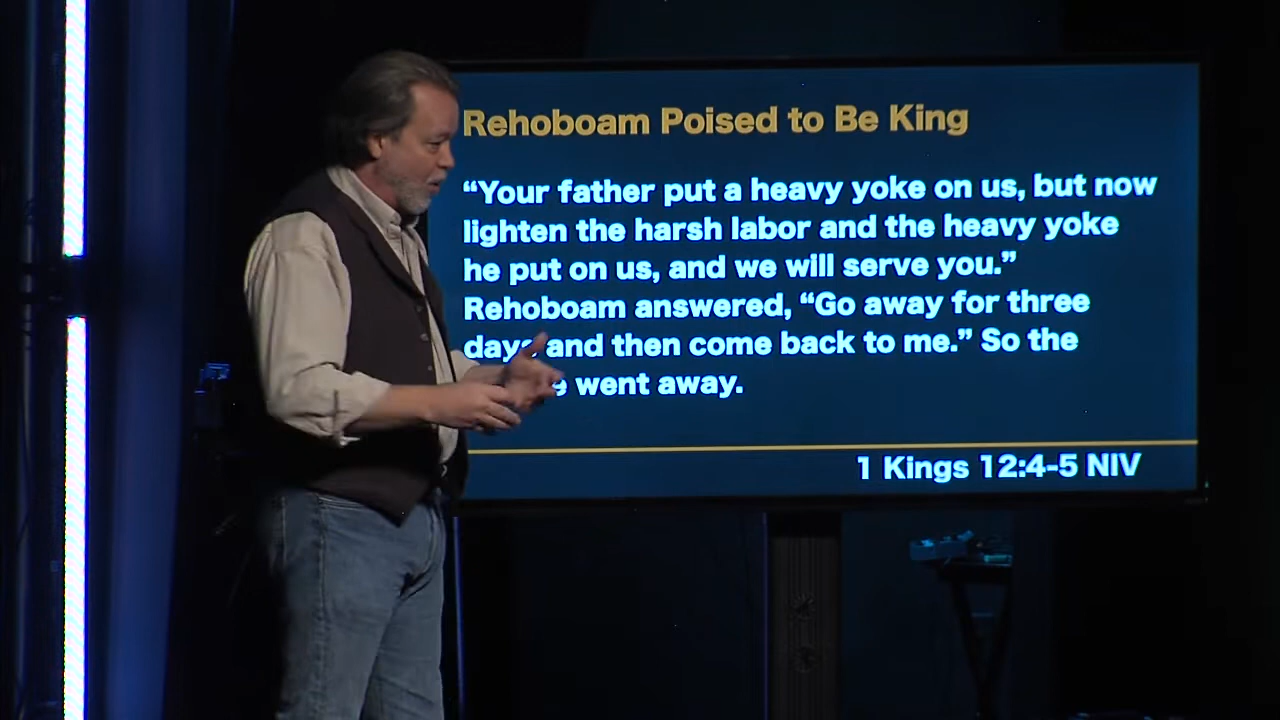 Rehoboam Poised to Be King
“Your father put a heavy yoke on us, but now
lighten the harsh labor and the heavy yoke
he put on us, and we will serve you.”
Rehoboam answered, “Go away for three
days and then come back to me.” So the
went away.
1 Kings 12:4-5 NIV